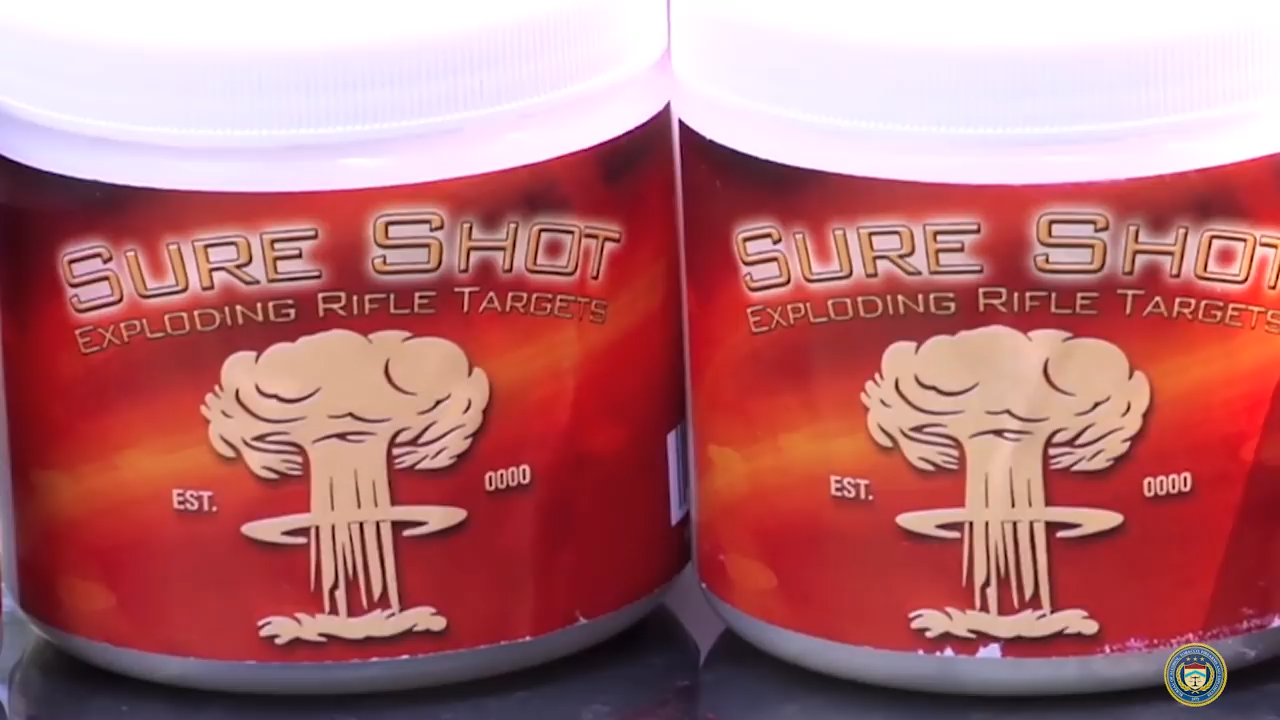 SURE SHOT
EXPLODING RIFLE TARGETS
EST. 0000
SURE SHOT
EXPLODING RIFLE TARGETS
EST. 0000